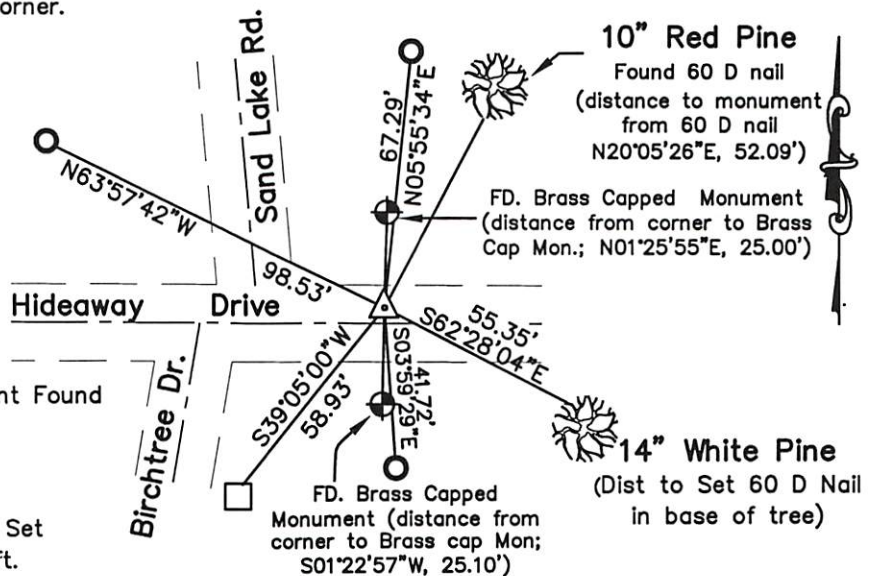 orner.
Sand Lake Rd.
67.29'
N05°55'34"E
10" Red Pine
Found 60 D nail
(distance to monument
from 60 D nail
N20°05'26"E, 52.09')
N63°57'42"W
98.53'
FD. Brass Capped Monument
(distance from corner to Brass
Cap Mon.; N01°25'55"E, 25.00')
Hideaway Drive
55.35'
S62°28'04"E
S39°05'00"W
58.93'
41.72'
S03°59'29"E
nt Found
Birchtree Dr.
14" White Pine
(Dist to Set 60 D Nail
in base of tree)
FD. Brass Capped
Monument (distance from
corner to Brass cap Mon;
S01°22'57"W, 25.10')
Set
ft.